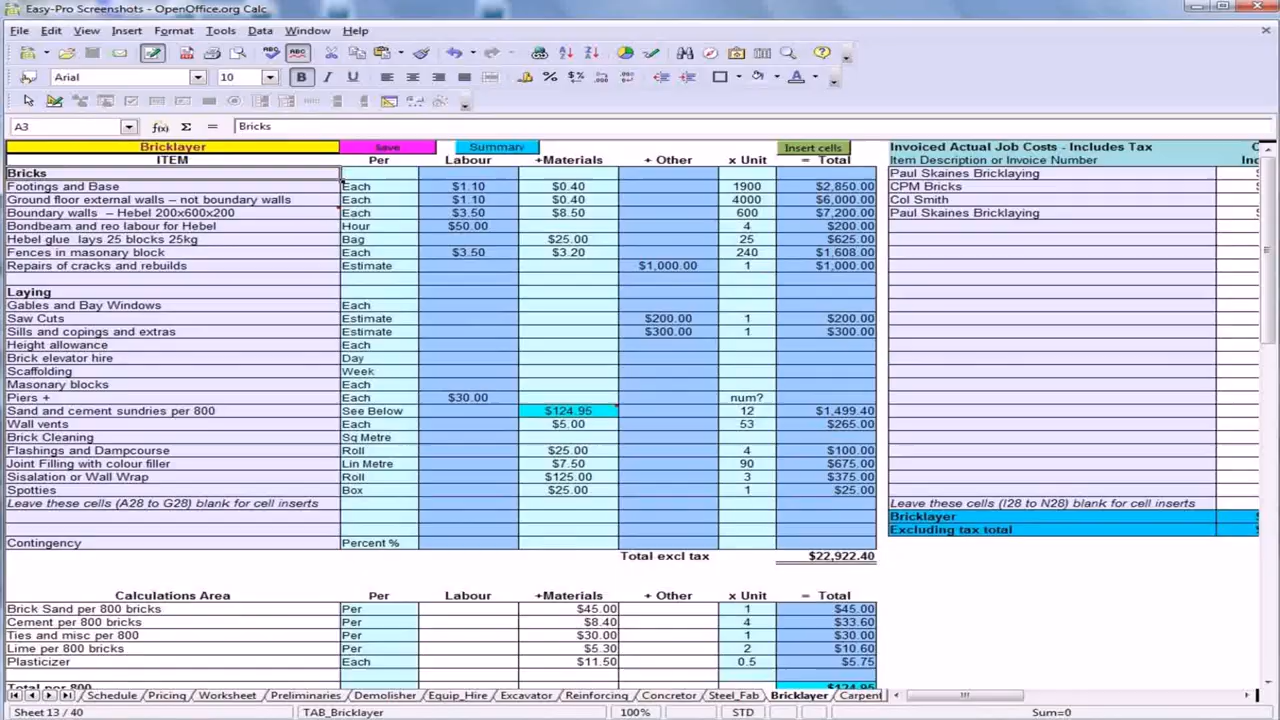 Easy-Pro Screenshots - OpenOffice.org Calc
File Edit View Insert Format Tools Data Window Help
Arial 10
A3 f(x) Σ = Bricks
Bricklayer Save Summary Insert cells Invoiced Actual Job Costs - Includes Tax
ITEM Per Labour +Materials + Other x Unit = Total Item Description or Invoice Number
Bricks Paul Skaines Bricklaying
Footings and Base Each $1.10 $0.40 1900 $2,850.00 CPM Bricks
Ground floor external walls – not boundary walls Each $1.10 $0.40 4000 $6,000.00 Col Smith
Boundary walls – Hebel 200x600x200 Each $3.50 $8.50 600 $7,200.00 Paul Skaines Bricklaying
Bondbeam and reo labour for Hebel Hour $50.00 4 $200.00
Hebel glue lays 25 blocks 25kg Bag $25.00 25 $625.00
Fences in masonary block Each $3.50 $3.20 240 $1,608.00
Repairs of cracks and rebuilds Estimate $1,000.00 1 $1,000.00
Laying
Gables and Bay Windows Each
Saw Cuts Estimate $200.00 1 $200.00
Sills and copings and extras Estimate $300.00 1 $300.00
Height allowance Each
Brick elevator hire Day
Scaffolding Week
Masonary blocks Each
Piers + Each $30.00 num?
Sand and cement sundries per 800 See Below $124.95 12 $1,499.40
Wall vents Each $5.00 53 $265.00
Brick Cleaning Sq Metre
Flashings and Dampcourse Roll $25.00 4 $100.00
Joint Filling with colour filler Lin Metre $7.50 90 $675.00
Sisalation or Wall Wrap Roll $125.00 3 $375.00
Spotties Box $25.00 1 $25.00
Leave these cells (A28 to G28) blank for cell inserts Leave these cells (I28 to N28) blank for cell inserts
Bricklayer
Excluding tax total
Contingency Percent %
Total excl tax $22,922.40
Calculations Area Per Labour +Materials + Other x Unit = Total
Brick Sand per 800 bricks Per $45.00 1 $45.00
Cement per 800 bricks Per $8.40 4 $33.60
Ties and misc per 800 Per $30.00 1 $30.00
Lime per 800 bricks Per $5.30 2 $10.60
Plasticizer Each $11.50 0.5 $5.75
Total per 800 $124.95
Schedule Pricing Worksheet Preliminaries Demolisher Equip_Hire Excavator Reinforcing Concretor Steel_Fab Bricklayer Carpent
Sheet 13 / 40 TAB_Bricklayer 100% STD Sum=0